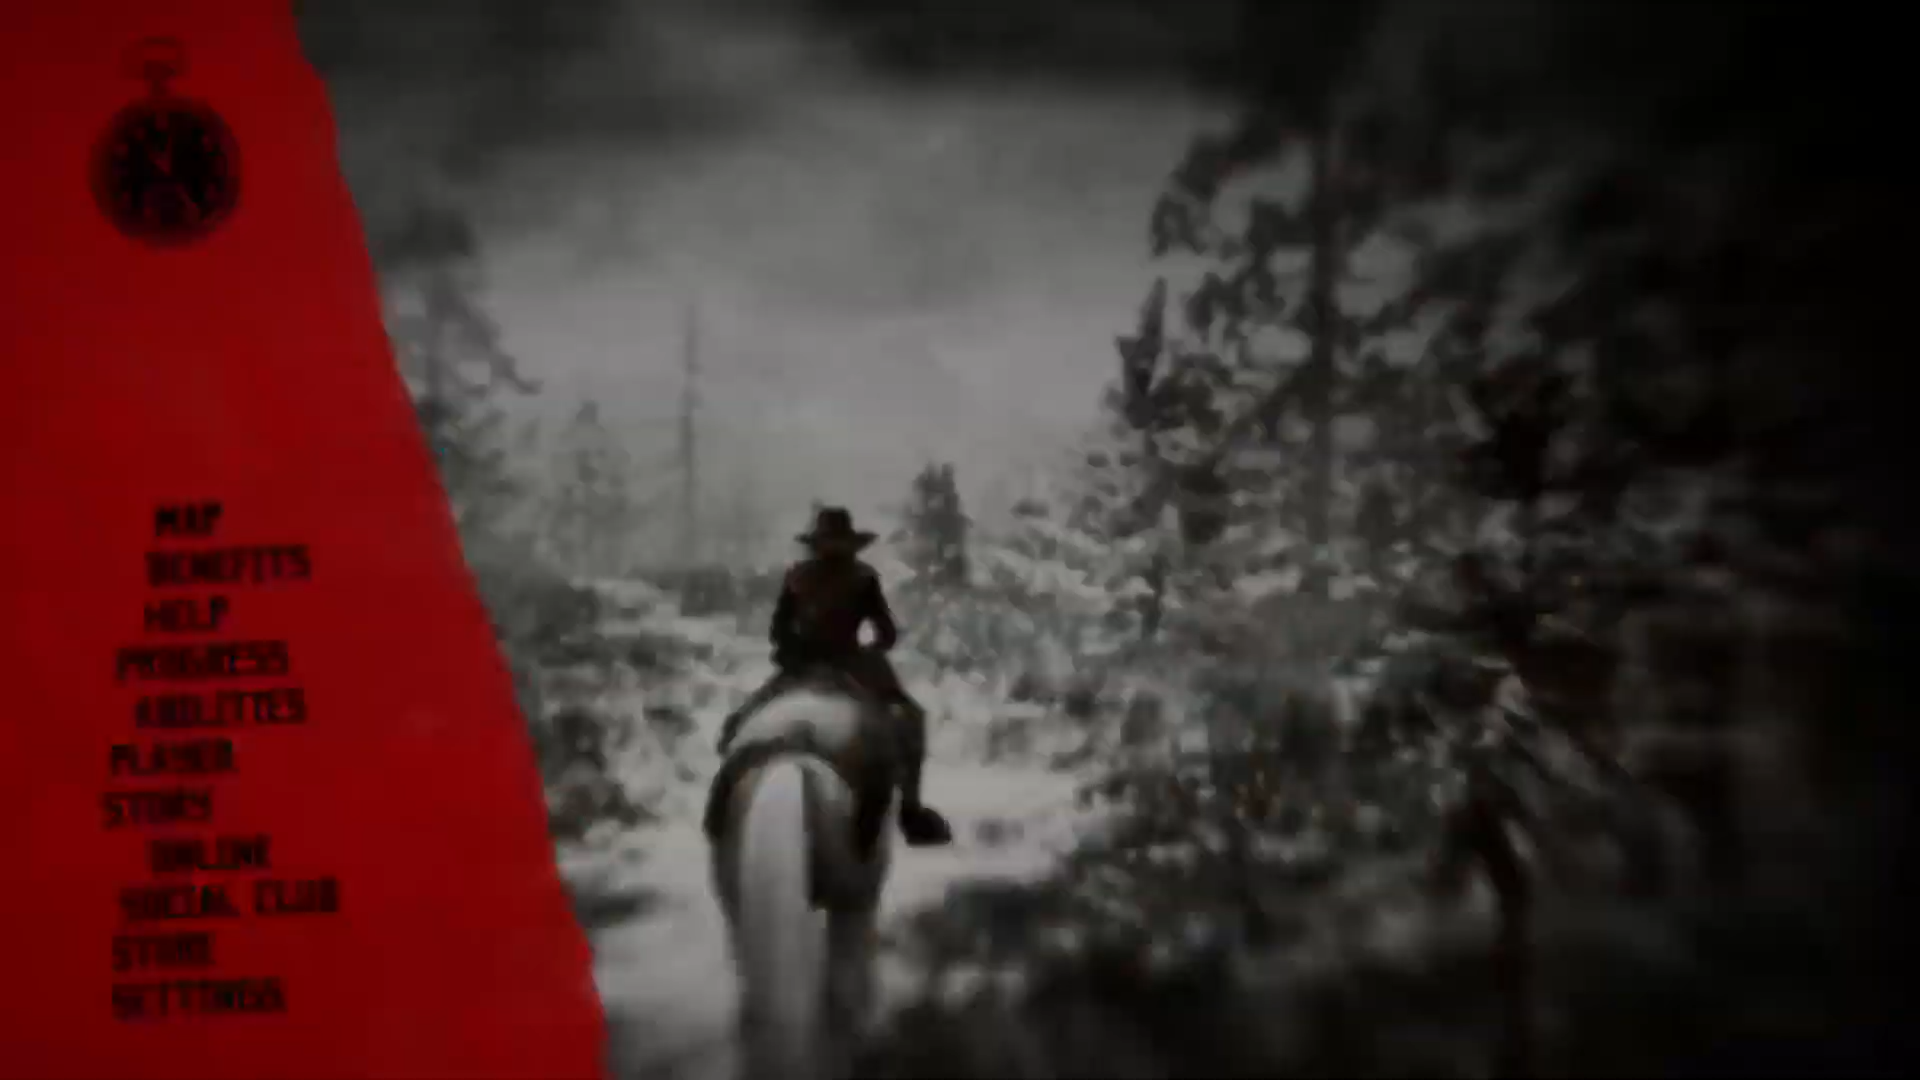 MAP
BENEFITS
HELP
PROGRESS
ABILITIES
PLAYER
STORY
ONLINE
SOCIAL CLUB
STORE
SETTINGS